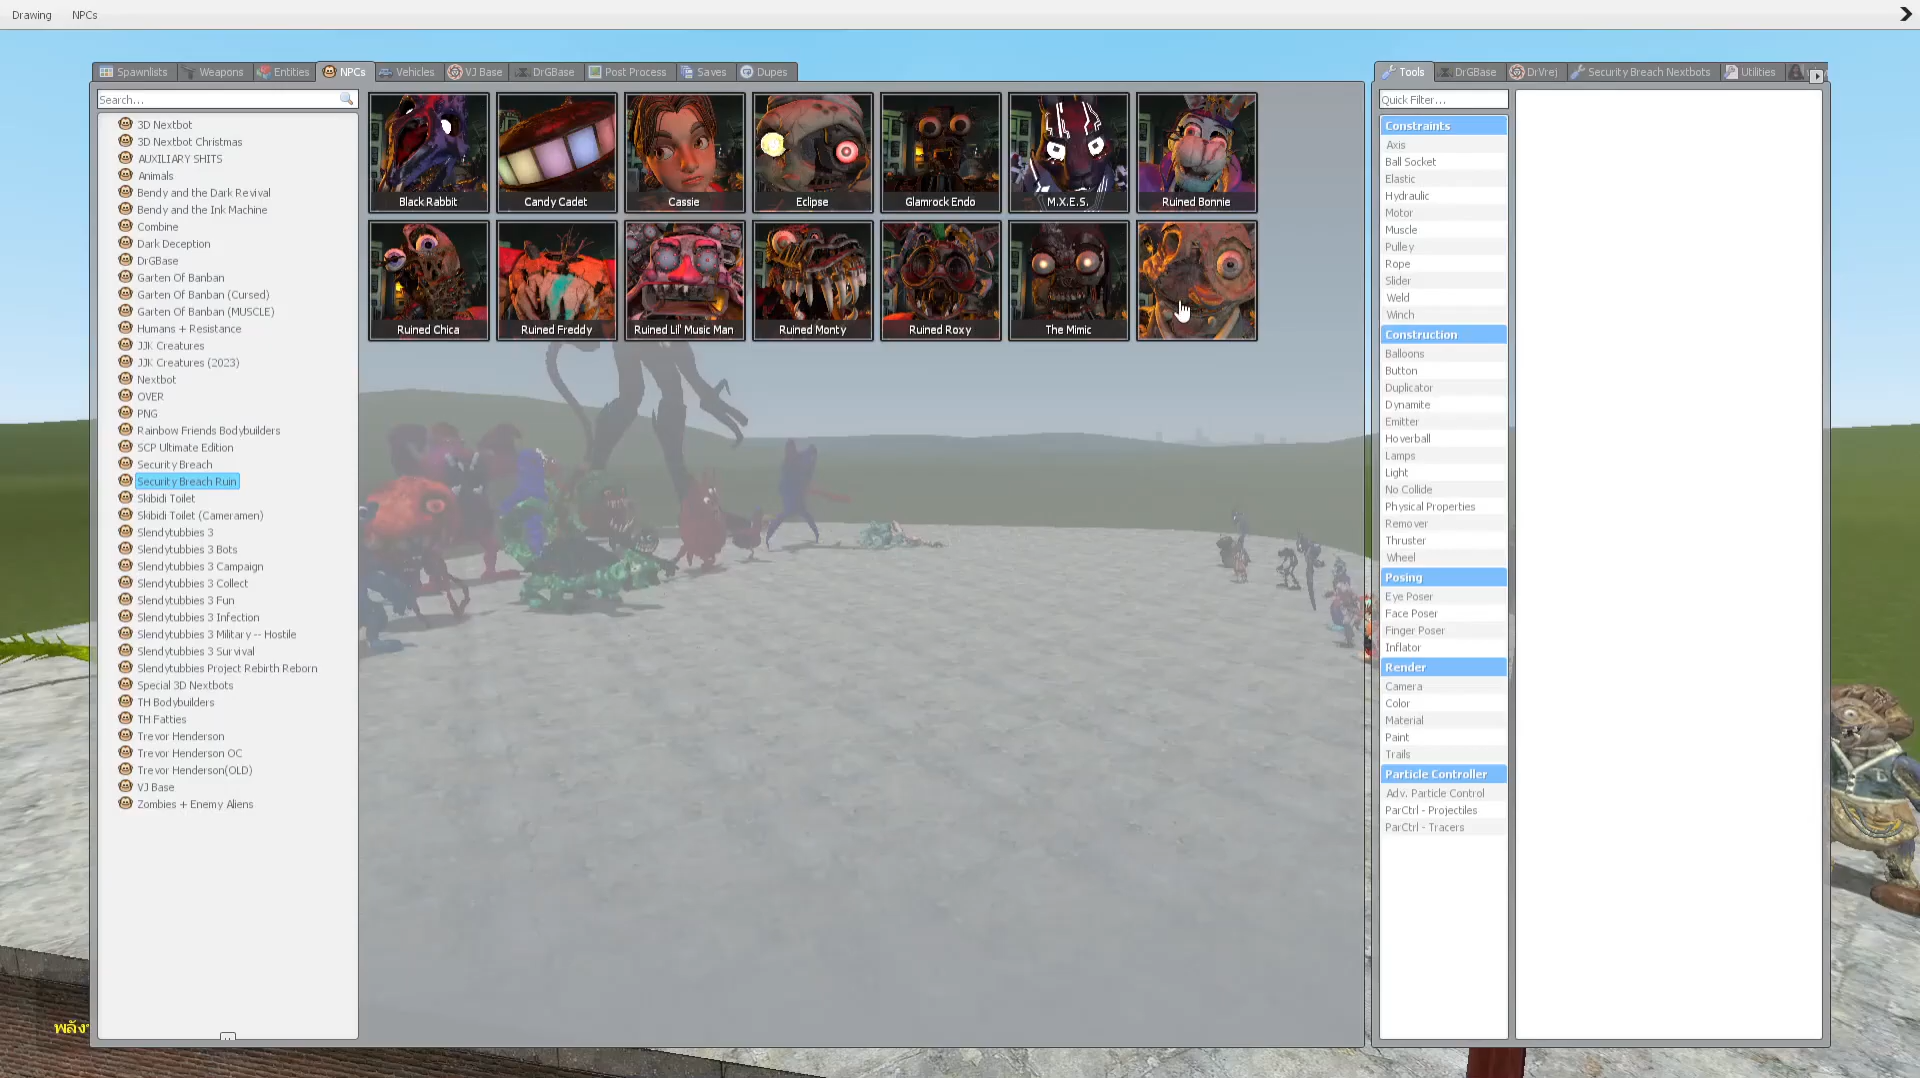 Drawing NPCs
Spawnlists Weapons Entities NPCs Vehicles VJ Base DrGBase Post Process Saves Dupes
Search...
3D Nextbot
3D Nextbot Christmas
AUXILIARY SHITS
Animals
Bendy and the Dark Revival
Bendy and the Ink Machine
Combine
Dark Deception
DrGBase
Garten Of Banban
Garten Of Banban (Cursed)
Garten Of Banban (MUSCLE)
Humans + Resistance
JJK Creatures
JJK Creatures (2023)
Nextbot
OVER
PNG
Rainbow Friends Bodybuilders
SCP Ultimate Edition
Security Breach
Security Breach Ruin
Skibidi Toilet
Skibidi Toilet (Cameramen)
Slendytubbies 3
Slendytubbies 3 Bots
Slendytubbies 3 Campaign
Slendytubbies 3 Collect
Slendytubbies 3 Fun
Slendytubbies 3 Infection
Slendytubbies 3 Military -- Hostile
Slendytubbies 3 Survival
Slendytubbies Project Rebirth Reborn
Special 3D Nextbots
TH Bodybuilders
TH Fatties
Trevor Henderson
Trevor Henderson OC
Trevor Henderson(OLD)
VJ Base
Zombies + Enemy Aliens
Black Rabbit Candy Cadet Cassie Eclipse Glamrock Endo M.X.E.S. Ruined Bonnie
Ruined Chica Ruined Freddy Ruined Lil' Music Man Ruined Monty Ruined Roxy The Mimic
Tools DrGBase DrVrej Security Breach Nextbots Utilities
Quick Filter...
Constraints
Axis
Ball Socket
Elastic
Hydraulic
Motor
Muscle
Pulley
Rope
Slider
Weld
Winch
Construction
Balloons
Button
Duplicator
Dynamite
Emitter
Hoverball
Lamps
Light
No Collide
Physical Properties
Remover
Thruster
Wheel
Posing
Eye Poser
Face Poser
Finger Poser
Inflator
Render
Camera
Color
Material
Paint
Trails
Particle Controller
Adv. Particle Control
ParCtrl - Projectiles
ParCtrl - Tracers